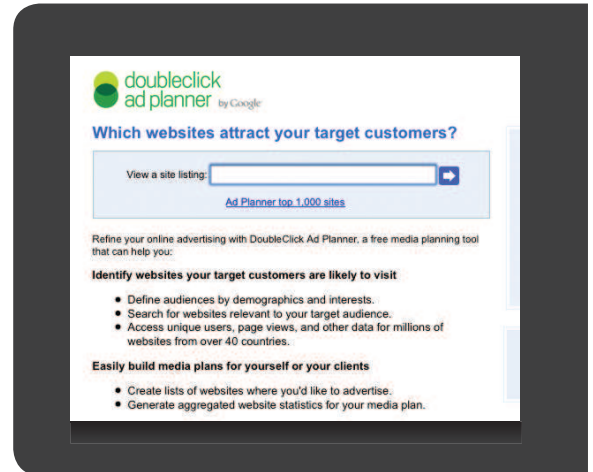 doubleclick
ad planner by Google
Which websites attract your target customers?
View a site listing:
Ad Planner top 1,000 sites
Refine your online advertising with DoubleClick Ad Planner, a free media planning tool
that can help you:
Identify websites your target customers are likely to visit
• Define audiences by demographics and interests.
• Search for websites relevant to your target audience.
• Access unique users, page views, and other data for millions of
websites from over 40 countries.
Easily build media plans for yourself or your clients
• Create lists of websites where you'd like to advertise.
• Generate aggregated website statistics for your media plan.